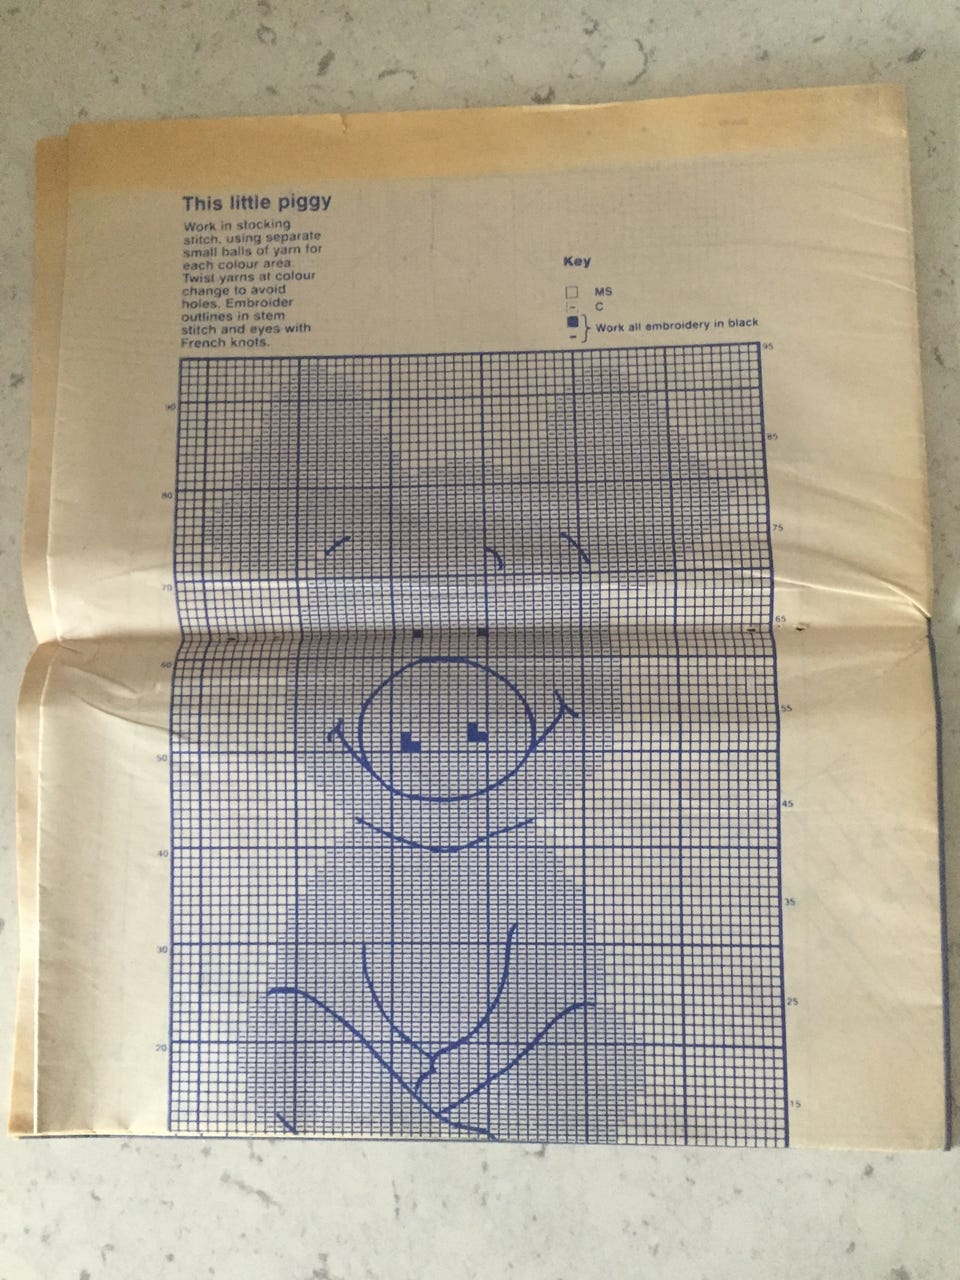 This little piggy
Work in stocking
stitch, using separate
small balls of yarn for
each colour area.
Twist yarns at colour
change to avoid
holes. Embroider
outlines in stem
stitch and eyes with
French knots.
Key
MS
C
Work all embroidery in black
95
90
85
80
75
70
65
60
55
50
45
40
35
30
25
20
15